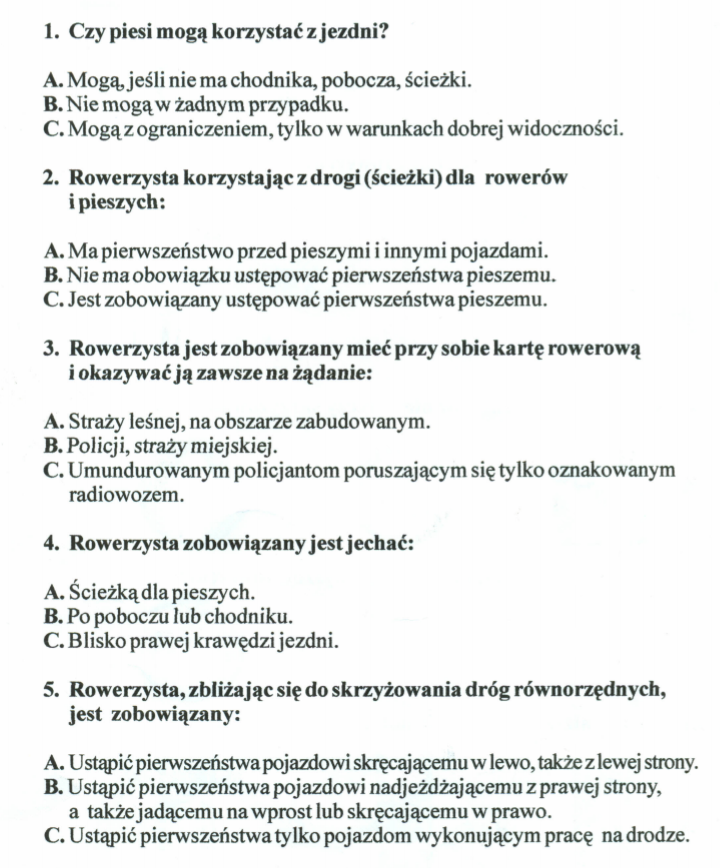 1. Czy piesi mogą korzystać z jezdni?
A. Mogą, jeśli nie ma chodnika, pobocza, ścieżki.
B. Nie mogą w żadnym przypadku.
C. Mogą z ograniczeniem, tylko w warunkach dobrej widoczności.
2. Rowerzysta korzystając z drogi (ścieżki) dla rowerów
i pieszych:
A. Ma pierwszeństwo przed pieszymi i innymi pojazdami.
B. Nie ma obowiązku ustępować pierwszeństwa pieszemu.
C. Jest zobowiązany ustępować pierwszeństwa pieszemu.
3. Rowerzysta jest zobowiązany mieć przy sobie kartę rowerową
i okazywać ją zawsze na żądanie:
A. Straży leśnej, na obszarze zabudowanym.
B. Policji, straży miejskiej.
C. Umundurowanym policjantom poruszającym się tylko oznakowanym
radiowozem.
4. Rowerzysta zobowiązany jest jechać:
A. Ścieżką dla pieszych.
B. Po poboczu lub chodniku.
C. Blisko prawej krawędzi jezdni.
5. Rowerzysta, zbliżając się do skrzyżowania dróg równorzędnych,
jest zobowiązany:
A. Ustąpić pierwszeństwa pojazdowi skręcającemu w lewo, także z lewej strony.
B. Ustąpić pierwszeństwa pojazdowi nadjeżdżającemu z prawej strony,
a także jadącemu na wprost lub skręcającemu w prawo.
C. Ustąpić pierwszeństwa tylko pojazdom wykonującym pracę na drodze.